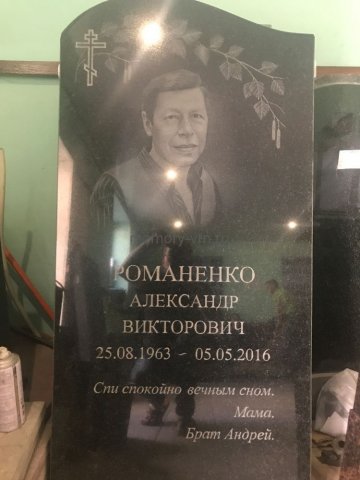 РОМАНЕНКО
АЛЕКСАНДР
ВИКТОРОВИЧ
25.08.1963 - 05.05.2016
Спи спокойно вечным сном.
Мама.
Брат Андрей.